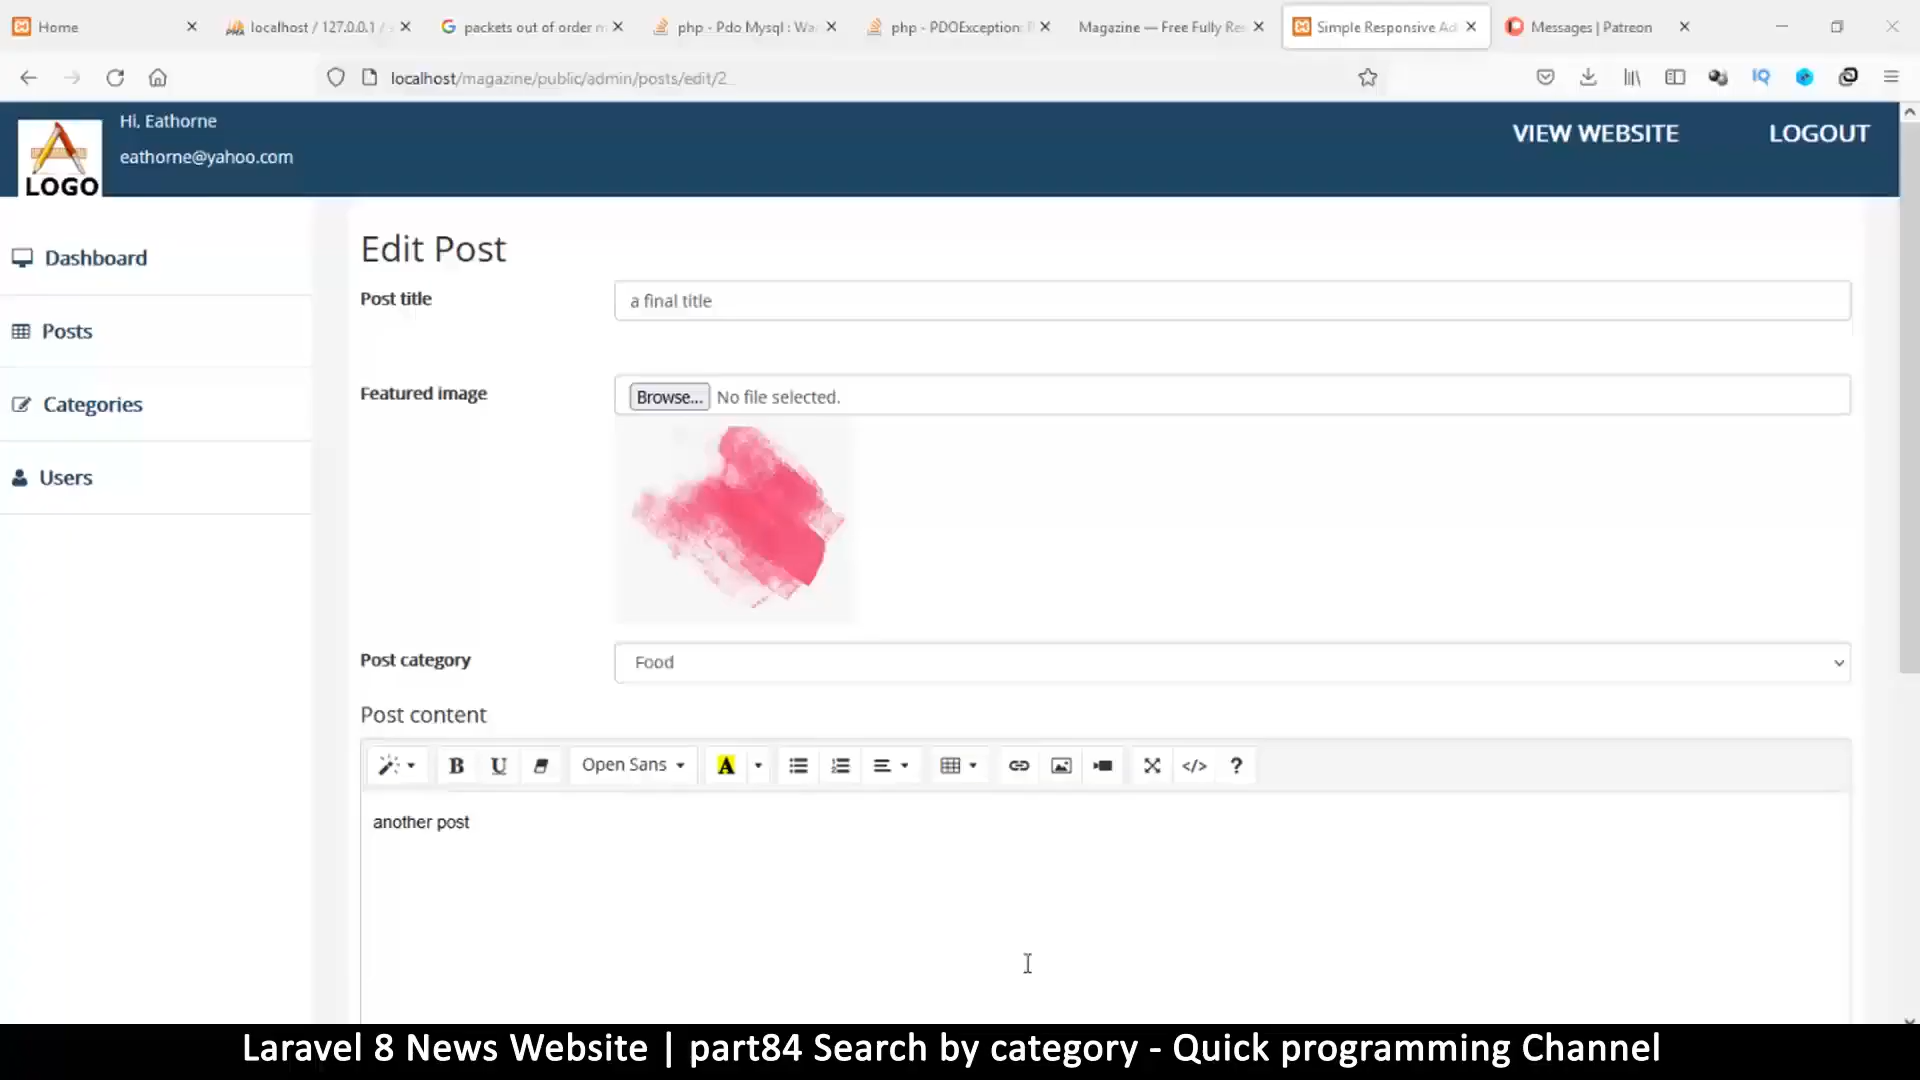 Home
localhost / 127.0.0.1 / s
packets out of order m
php - Pdo Mysql : Wa
php - PDOException: P
Magazine — Free Fully Re
Simple Responsive Ad
Messages | Patreon
localhost/magazine/public/admin/posts/edit/2
IQ
LOGO
Hi, Eathorne
eathorne@yahoo.com
VIEW WEBSITE
LOGOUT
Dashboard
Posts
Categories
Users
Edit Post
Post title
a final title
Featured image
Browse... No file selected.
Post category
Food
Post content
B U Open Sans A </> ?
another post
Laravel 8 News Website | part84 Search by category - Quick programming Channel